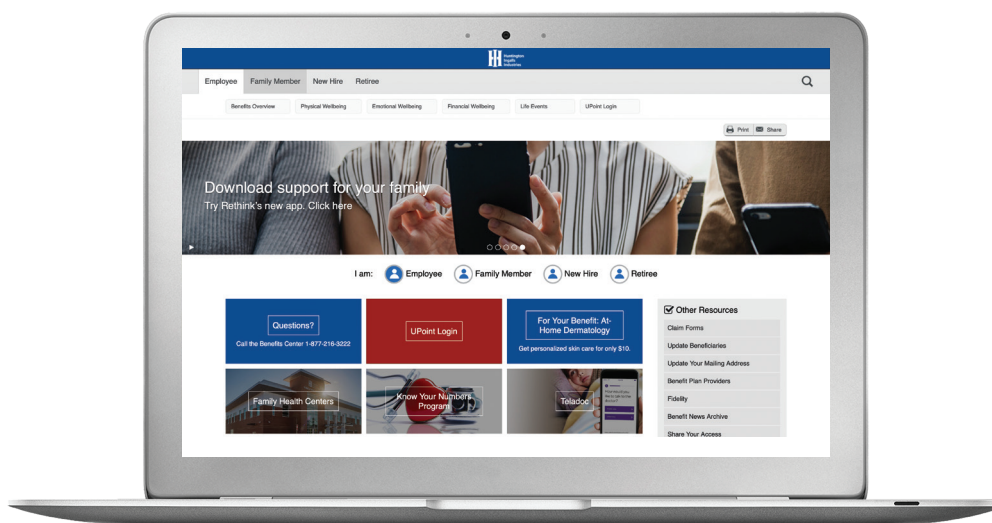 Huntington
Ingalls
Industries
Employee Family Member New Hire Retiree
Benefits Overview Physical Wellbeing Emotional Wellbeing Financial Wellbeing Life Events UPoint Login
Print Share
Download support for your family
Try Rethink's new app. Click here
I am: Employee Family Member New Hire Retiree
Questions?
Call the Benefits Center 1-877-216-3222
UPoint Login
For Your Benefit: At-
Home Dermatology
Get personalized skin care for only $10.
Family Health Centers
Know Your Numbers
Program
Teladoc
Other Resources
Claim Forms
Update Beneficiaries
Update Your Mailing Address
Benefit Plan Providers
Fidelity
Benefit News Archive
Share Your Access